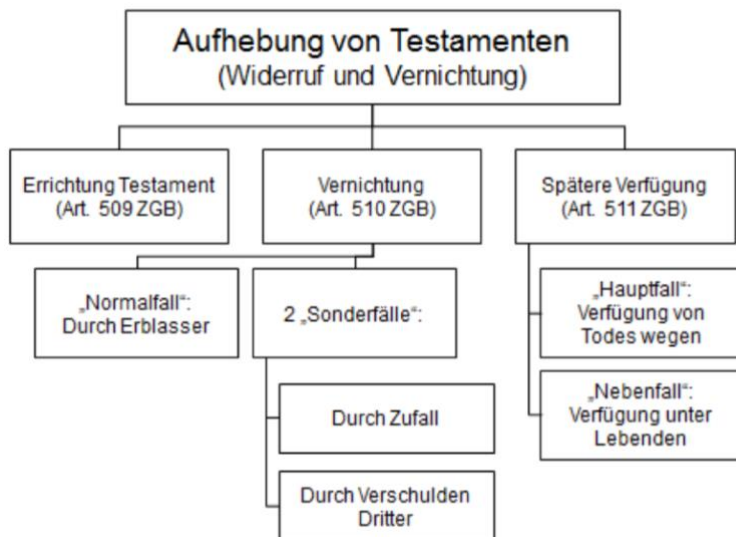 Aufhebung von Testamenten
(Widerruf und Vernichtung)
Errichtung Testament
(Art. 509 ZGB)
Vernichtung
(Art. 510 ZGB)
Spätere Verfügung
(Art. 511 ZGB)
„Normalfall“:
Durch Erblasser
2 „Sonderfälle“:
Durch Zufall
Durch Verschulden
Dritter
„Hauptfall“:
Verfügung von
Todes wegen
„Nebenfall“:
Verfügung unter
Lebenden